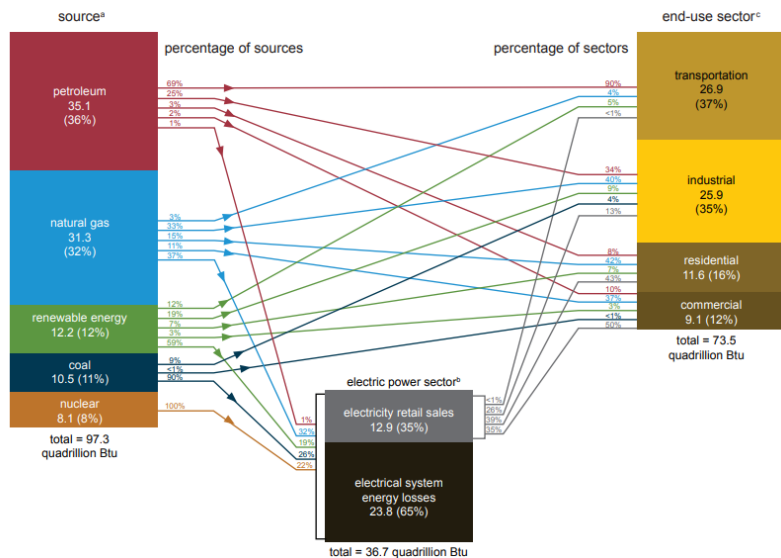 sourceᵃ
end-use sectorᶜ
percentage of sources
percentage of sectors
petroleum
35.1
(36%)
69%
25%
3%
2%
1%
natural gas
31.3
(32%)
3%
33%
15%
11%
37%
renewable energy
12.2 (12%)
12%
19%
7%
3%
59%
coal
10.5 (11%)
9%
<1%
90%
nuclear
8.1 (8%)
100%
total = 97.3
quadrillion Btu
90%
4%
5%
<1%
transportation
26.9
(37%)
34%
40%
9%
4%
13%
industrial
25.9
(35%)
8%
42%
7%
43%
residential
11.6 (16%)
10%
37%
3%
<1%
50%
commercial
9.1 (12%)
total = 73.5
quadrillion Btu
electric power sectorᵇ
1%
32%
19%
26%
22%
electricity retail sales
12.9 (35%)
<1%
26%
39%
35%
electrical system
energy losses
23.8 (65%)
total = 36.7 quadrillion Btu